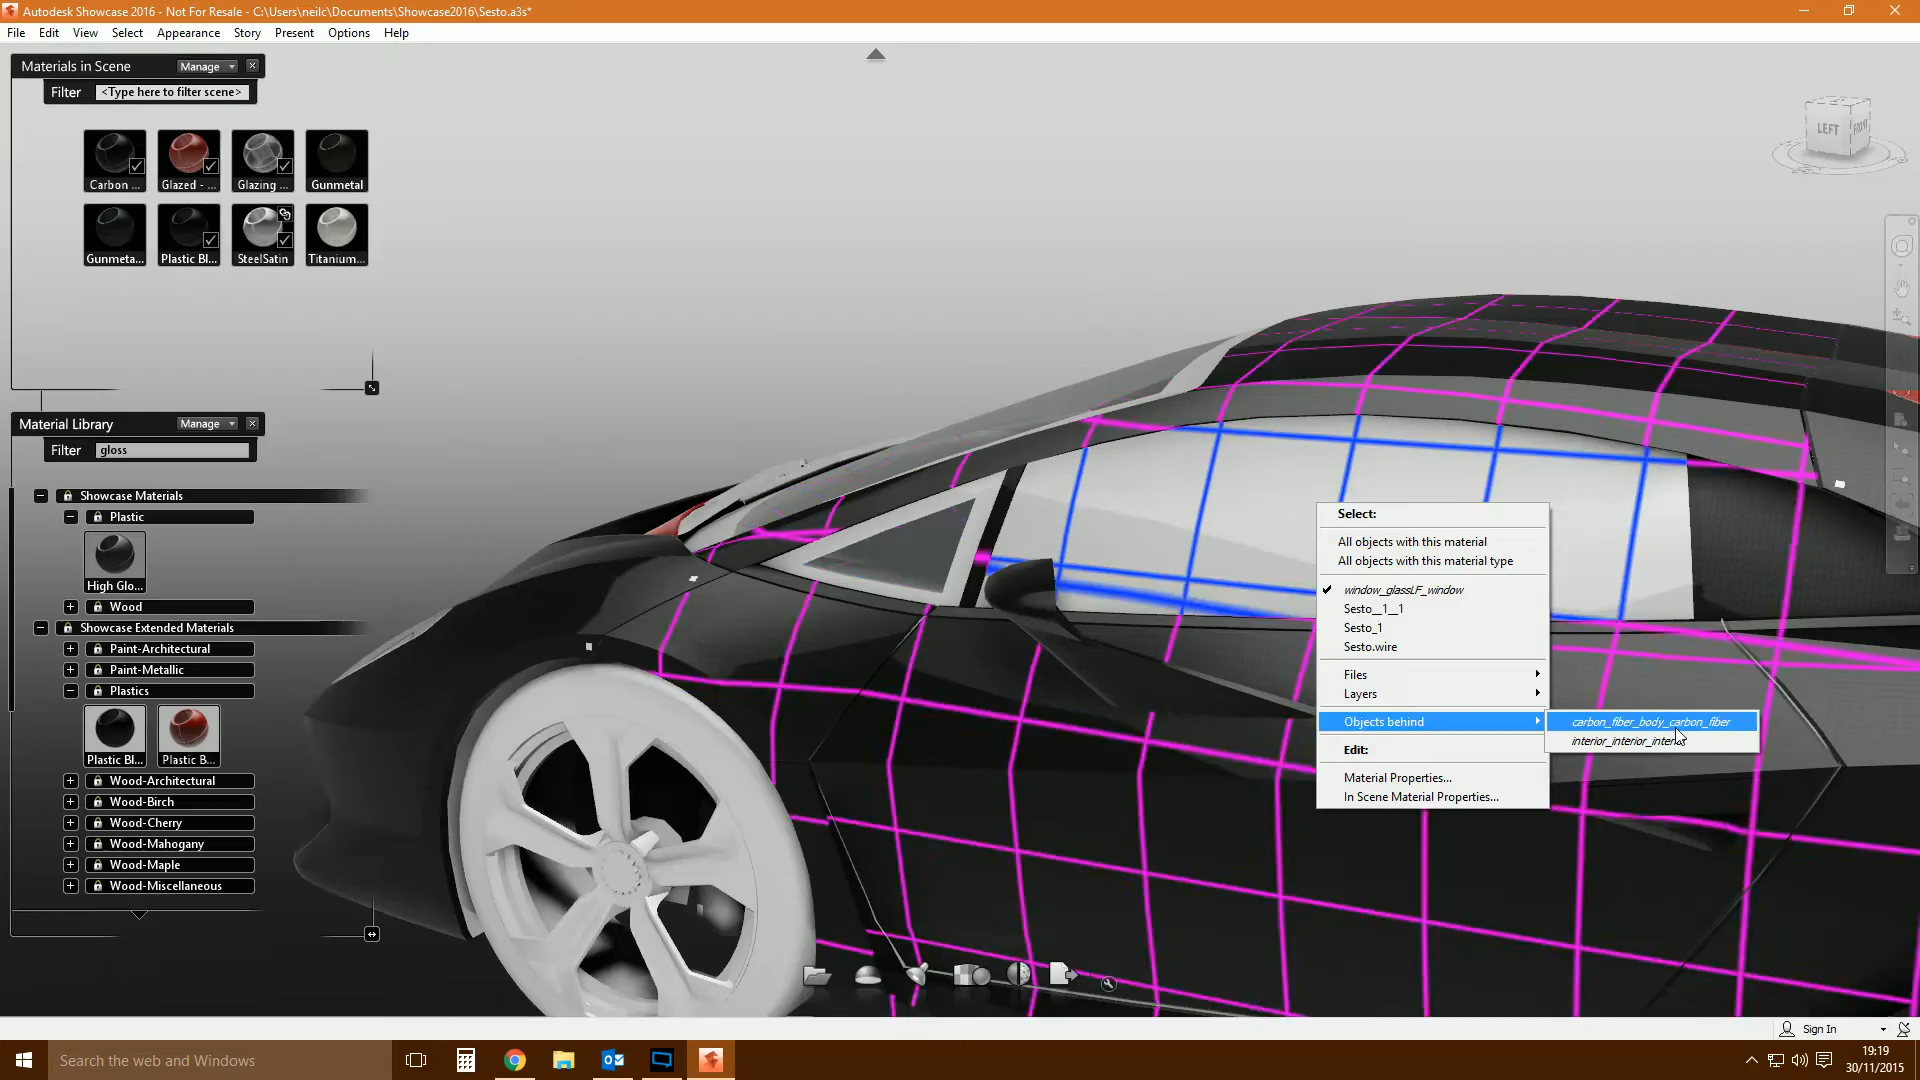 Autodesk Showcase 2016 - Not For Resale - C:\Users\neilc\Documents\Showcase2016\Sesto.a3s*
File Edit View Select Appearance Story Present Options Help
Materials in Scene Manage
Filter <Type here to filter scene>
Carbon ... Glazed - ... Glazing ... Gunmetal
Gunmeta... Plastic Bl... SteelSatin Titanium...
Material Library Manage
Filter gloss
Showcase Materials
Plastic
High Glo...
Wood
Showcase Extended Materials
Paint-Architectural
Paint-Metallic
Plastics
Plastic Bl... Plastic B...
Wood-Architectural
Wood-Birch
Wood-Cherry
Wood-Mahogany
Wood-Maple
Wood-Miscellaneous
LEFT FRONT
Select:
All objects with this material
All objects with this material type
window_glassLF_window
Sesto__1__1
Sesto_1
Sesto.wire
Files
Layers
Objects behind
carbon_fiber_body_carbon_fiber
Edit:
Material Properties...
In Scene Material Properties...
Sign In
Search the web and Windows
19:19
30/11/2015